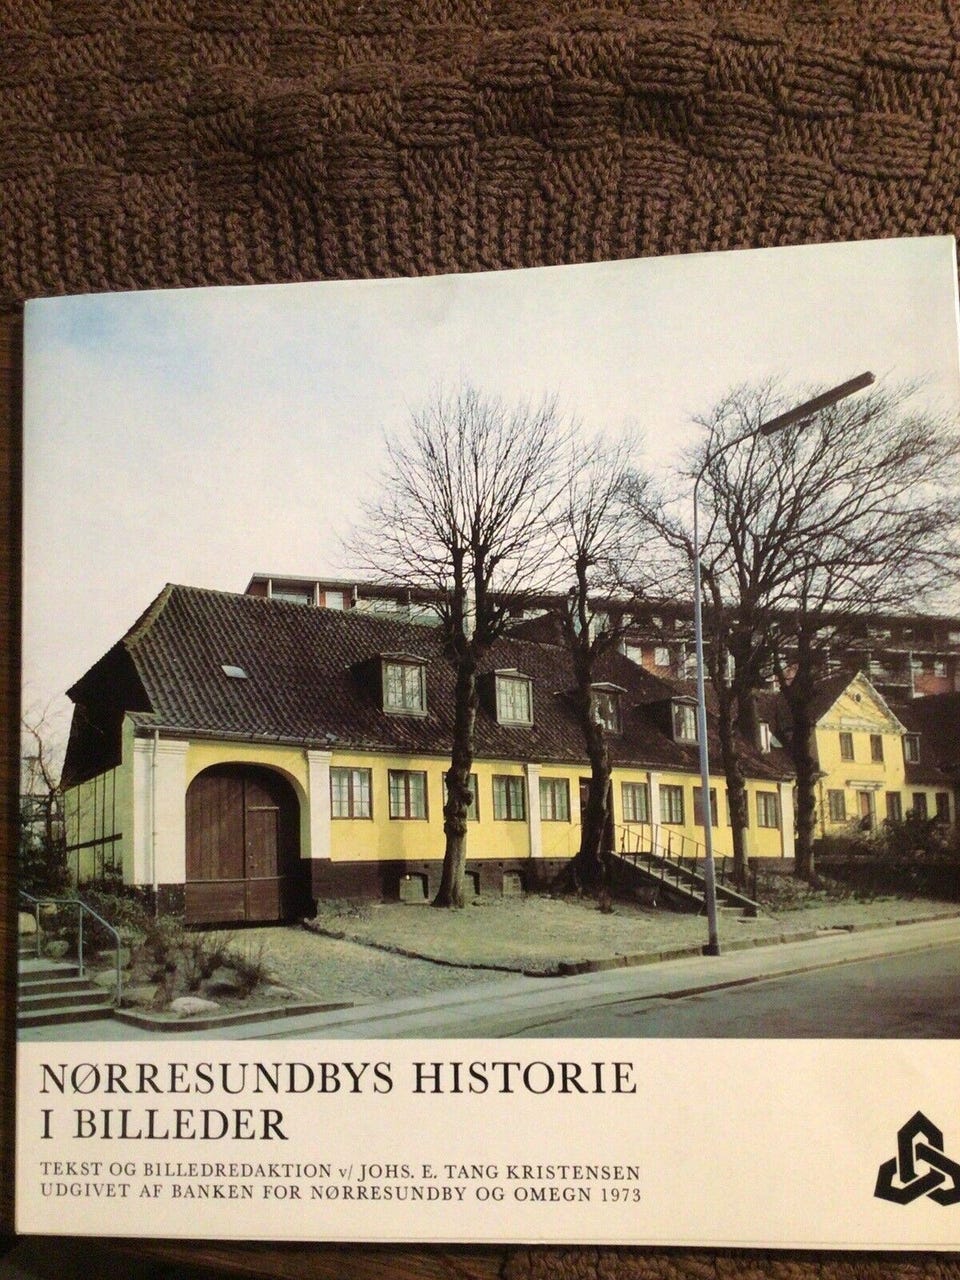 NØRRESUNDBYS HISTORIE
I BILLEDER
TEKST OG BILLEDREDAKTION v/ JOHS. E. TANG KRISTENSEN
UDGIVET AF BANKEN FOR NØRRESUNDBY OG OMEGN 1973